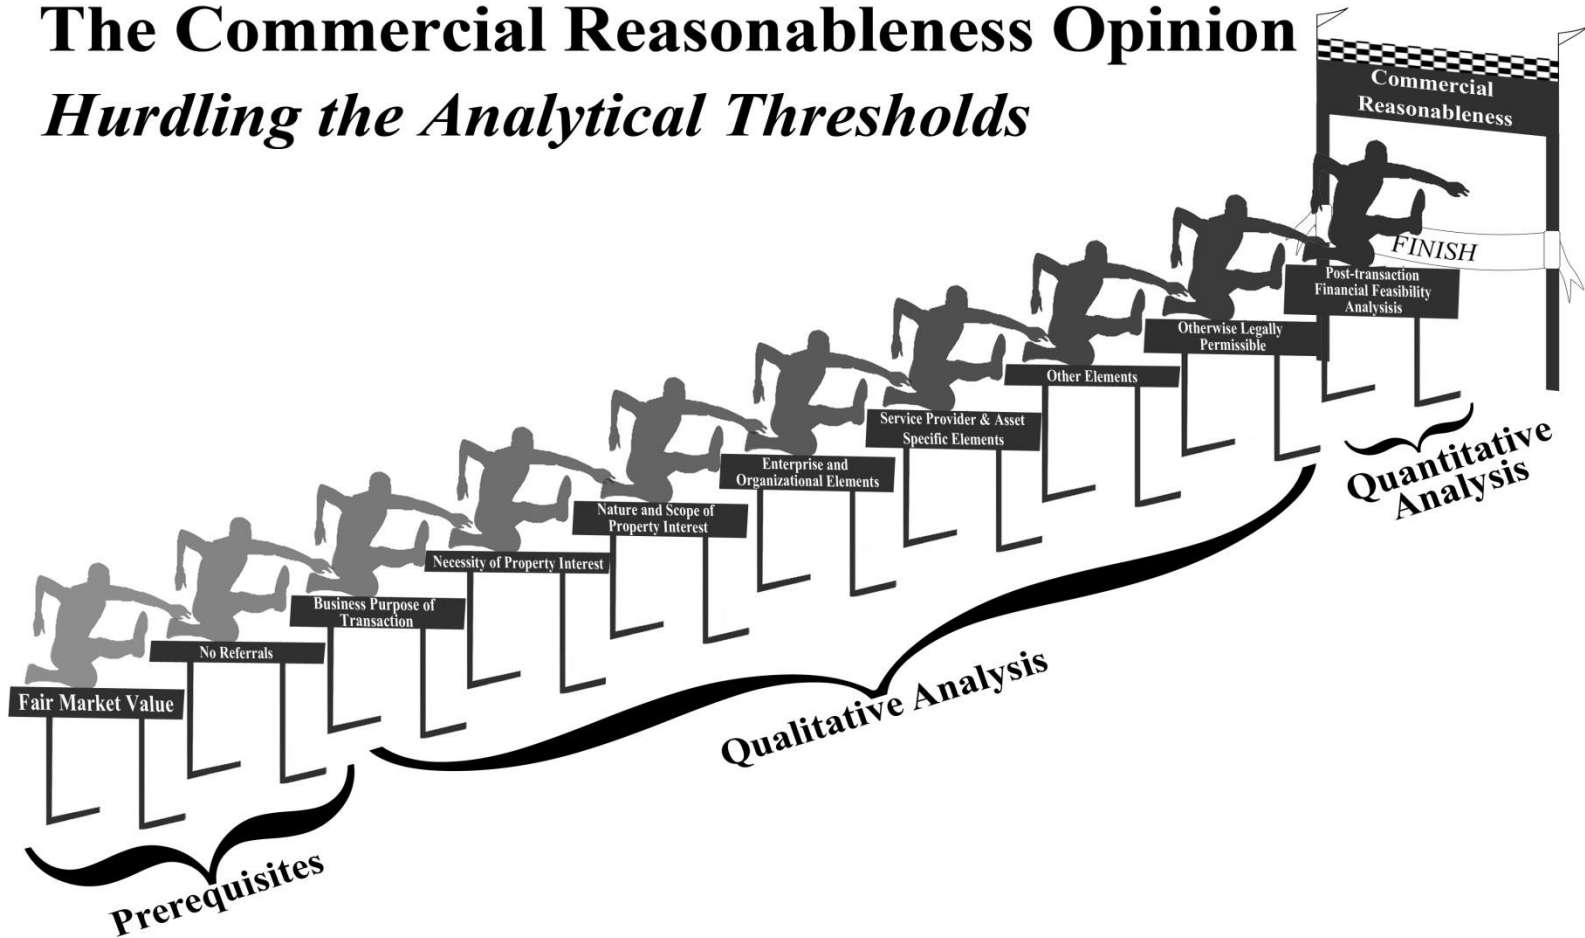 The Commercial Reasonableness Opinion
Hurdling the Analytical Thresholds
Commercial
Reasonableness
FINISH
Post-transaction
Financial Feasibility
Analysisis
Otherwise Legally
Permissible
Other Elements
Service Provider & Asset
Specific Elements
Enterprise and
Organizational Elements
Nature and Scope of
Property Interest
Necessity of Property Interest
Business Purpose of
Transaction
No Referrals
Fair Market Value
Quantitative
Analysis
Qualitative Analysis
Prerequisites